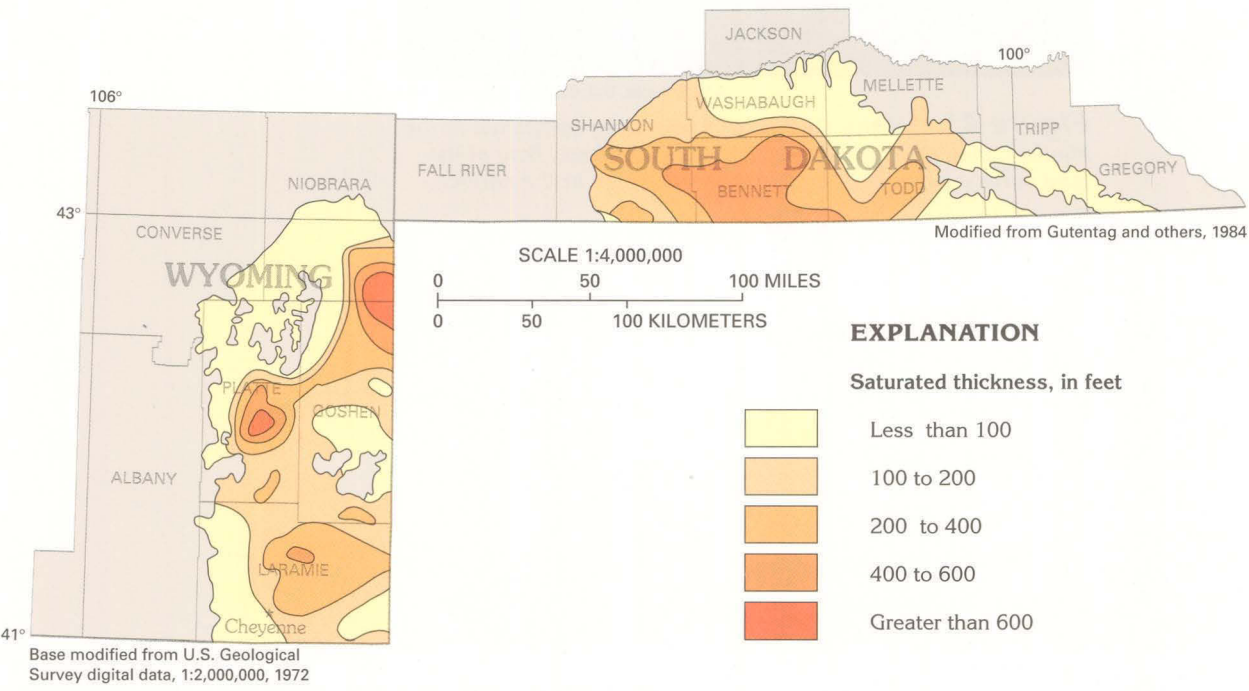 JACKSON
100°
MELLETTE
106°
WASHABAUGH
SHANNON
TRIPP
SOUTH DAKOTA
FALL RIVER
GREGORY
NIOBRARA
BENNETT
TODD
43°
CONVERSE
Modified from Gutentag and others, 1984
WYOMING
SCALE 1:4,000,000
0 50 100 MILES
0 50 100 KILOMETERS
EXPLANATION
Saturated thickness, in feet
PLATTE
GOSHEN
Less than 100
ALBANY
100 to 200
200 to 400
LARAMIE
400 to 600
Cheyenne
Greater than 600
41°
Base modified from U.S. Geological
Survey digital data, 1:2,000,000, 1972